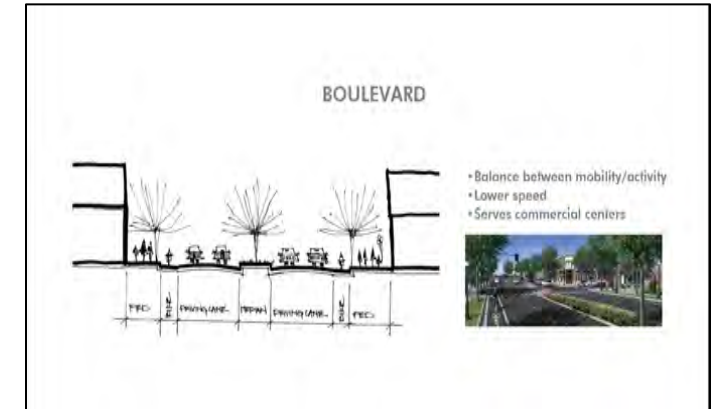 BOULEVARD
• Balance between mobility/activity
• Lower speed
• Serves commercial centers
PED DRIVING LANE MEDIAN DRIVING LANE PED